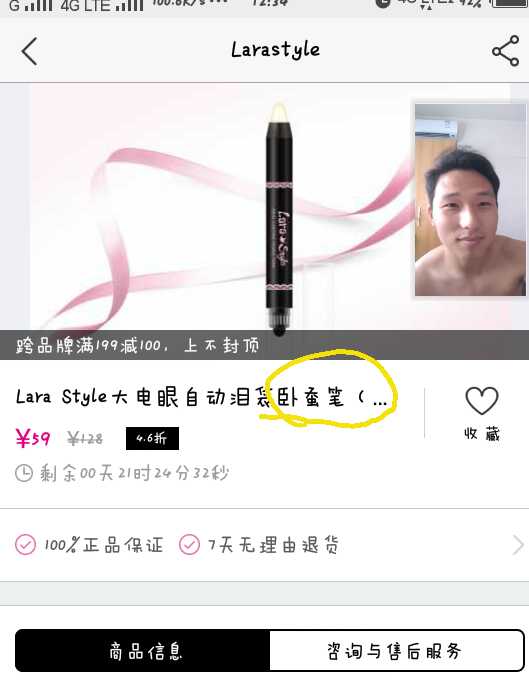 G 4G LTE 100.6K/s 12:34 4G LTE 92%
Larastyle
Lara Style
跨品牌满199减100，上不封顶
Lara Style大电眼自动泪袋卧蚕笔（...
收藏
¥59 ¥128 4.6折
剩余00天21时24分32秒
100%正品保证 7天无理由退货
商品信息 咨询与售后服务